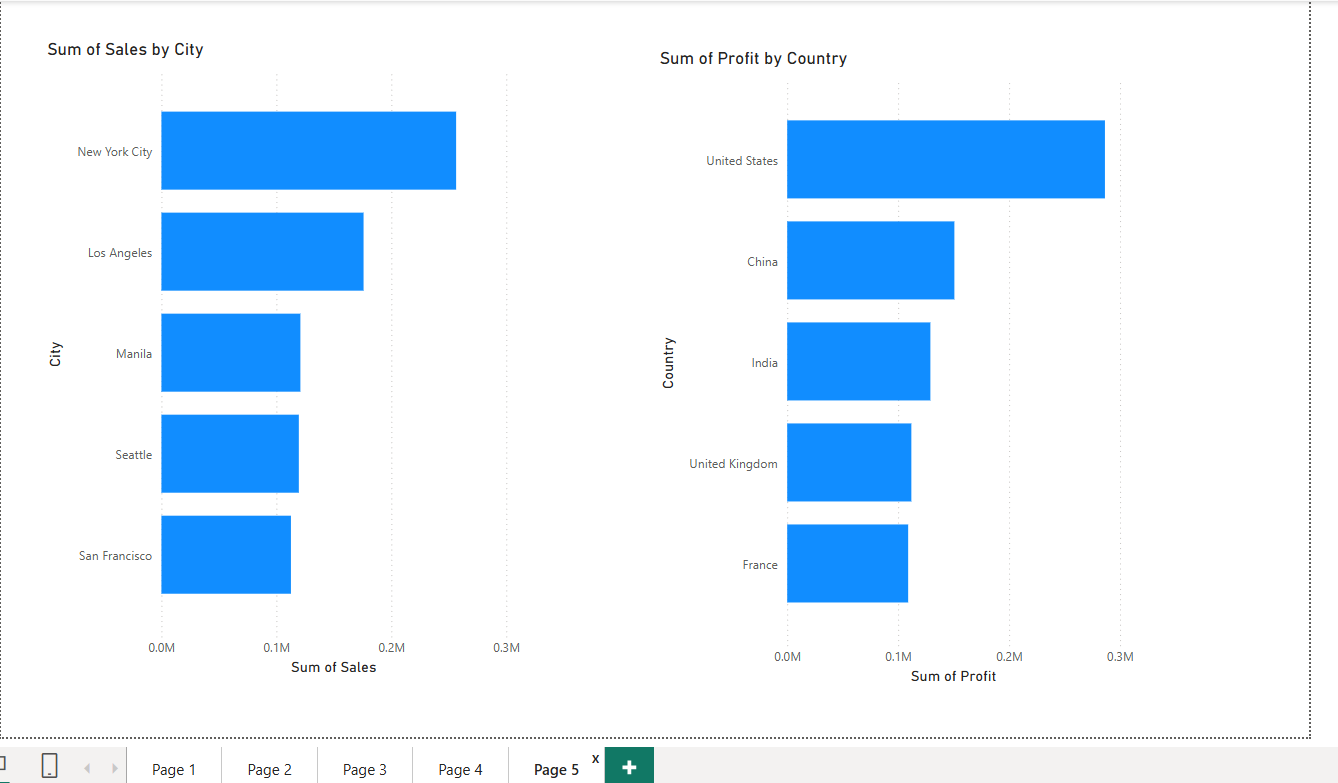 Sum of Sales by City
City
New York City
Los Angeles
Manila
Seattle
San Francisco
0.0M 0.1M 0.2M 0.3M
Sum of Sales
Sum of Profit by Country
Country
United States
China
India
United Kingdom
France
0.0M 0.1M 0.2M 0.3M
Sum of Profit
Page 1 Page 2 Page 3 Page 4 Page 5 x +